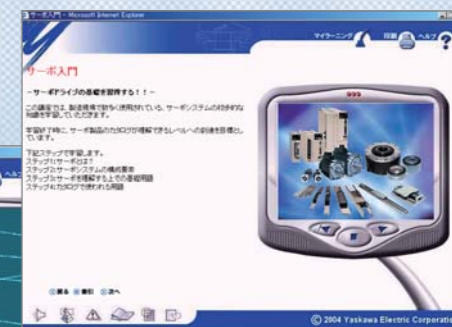 サーボ入門 - Microsoft Internet Explorer
マイラーニング 印刷 ヘルプ
サーボ入門
~サーボドライブの基礎を習得する！！~
この講座では、製造現場で数多く使用されている、サーボシステムの初歩的な
知識を学習していただきます。
学習終了時に、サーボ製品のカタログが理解できるレベルへの到達を目標とし
ています。
下記ステップで学習します。
ステップ1:サーボとは？
ステップ2:サーボシステムの構成要素
ステップ3:サーボを理解する上での基礎用語
ステップ4:カタログで使われる用語
戻る 索引 次へ
© 2004 Yaskawa Electric Corporation